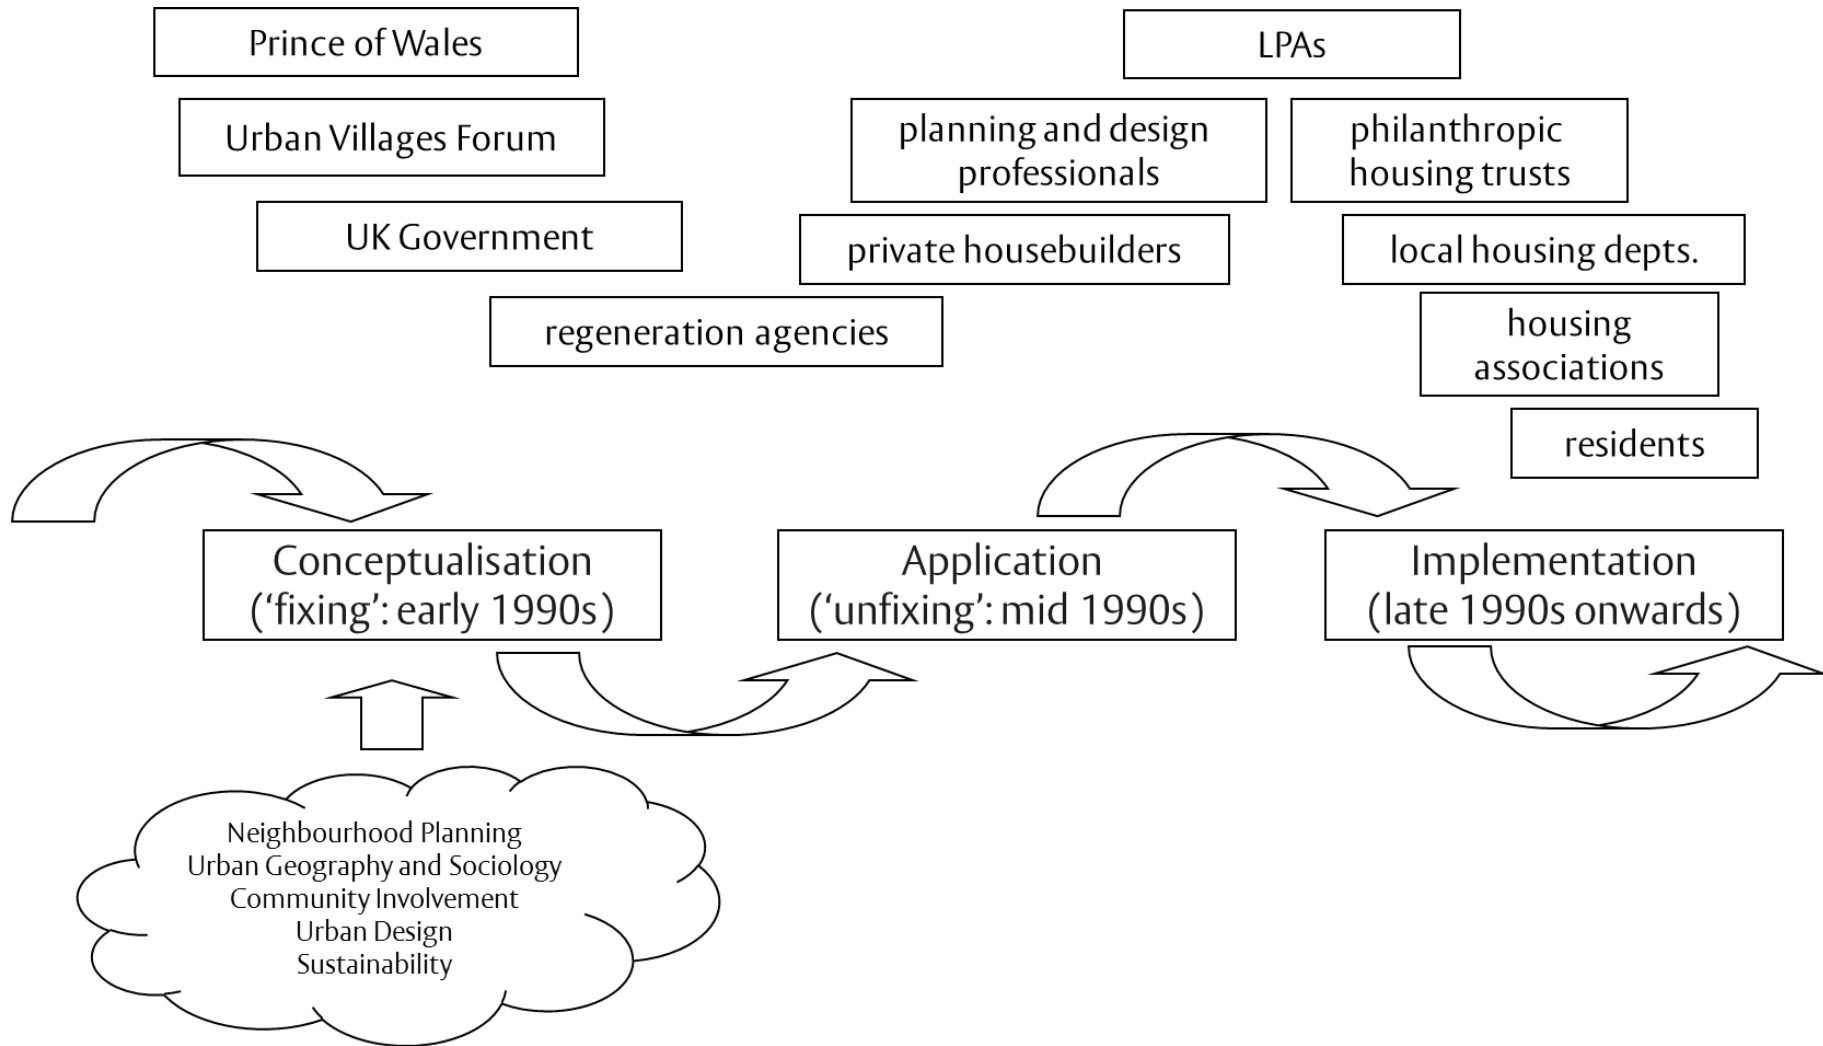 Prince of Wales
LPAs
Urban Villages Forum
planning and design
professionals
philanthropic
housing trusts
UK Government
private housebuilders
local housing depts.
regeneration agencies
housing
associations
residents
Conceptualisation
(‘fixing’: early 1990s)
Application
(‘unfixing’: mid 1990s)
Implementation
(late 1990s onwards)
Neighbourhood Planning
Urban Geography and Sociology
Community Involvement
Urban Design
Sustainability